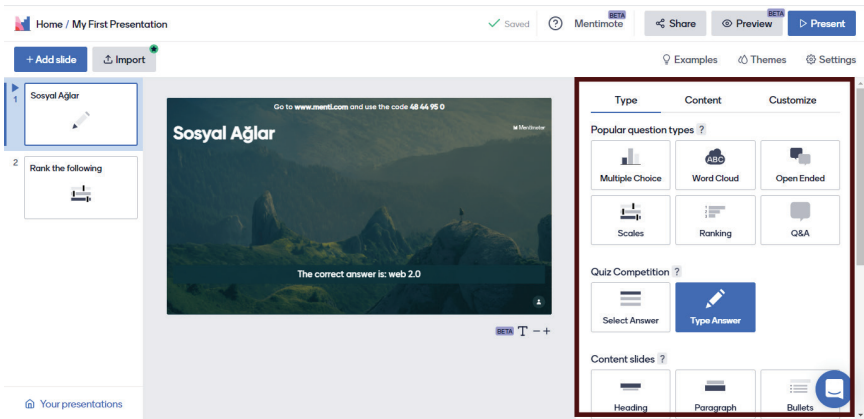 Home / My First Presentation
Saved
?
Mentimote
BETA
Share
Preview
BETA
Present
+ Add slide
Import
Examples
Themes
Settings
1
Sosyal Ağlar
2
Rank the following
Your presentations
Go to www.menti.com and use the code 48 44 95 0
Sosyal Ağlar
Mentimeter
The correct answer is: web 2.0
BETA T − +
Type Content Customize
Popular question types ?
Multiple Choice
ABC
Word Cloud
Open Ended
Scales
Ranking
Q&A
Quiz Competition ?
Select Answer
Type Answer
Content slides ?
Heading
Paragraph
Bullets